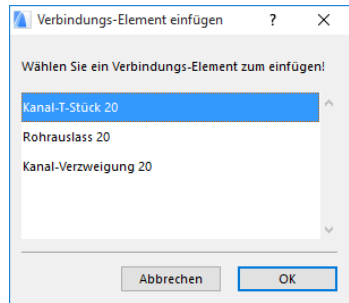 Verbindungs-Element einfügen ? ×
Wählen Sie ein Verbindungs-Element zum einfügen!
Kanal-T-Stück 20
Rohrauslass 20
Kanal-Verzweigung 20
Abbrechen OK